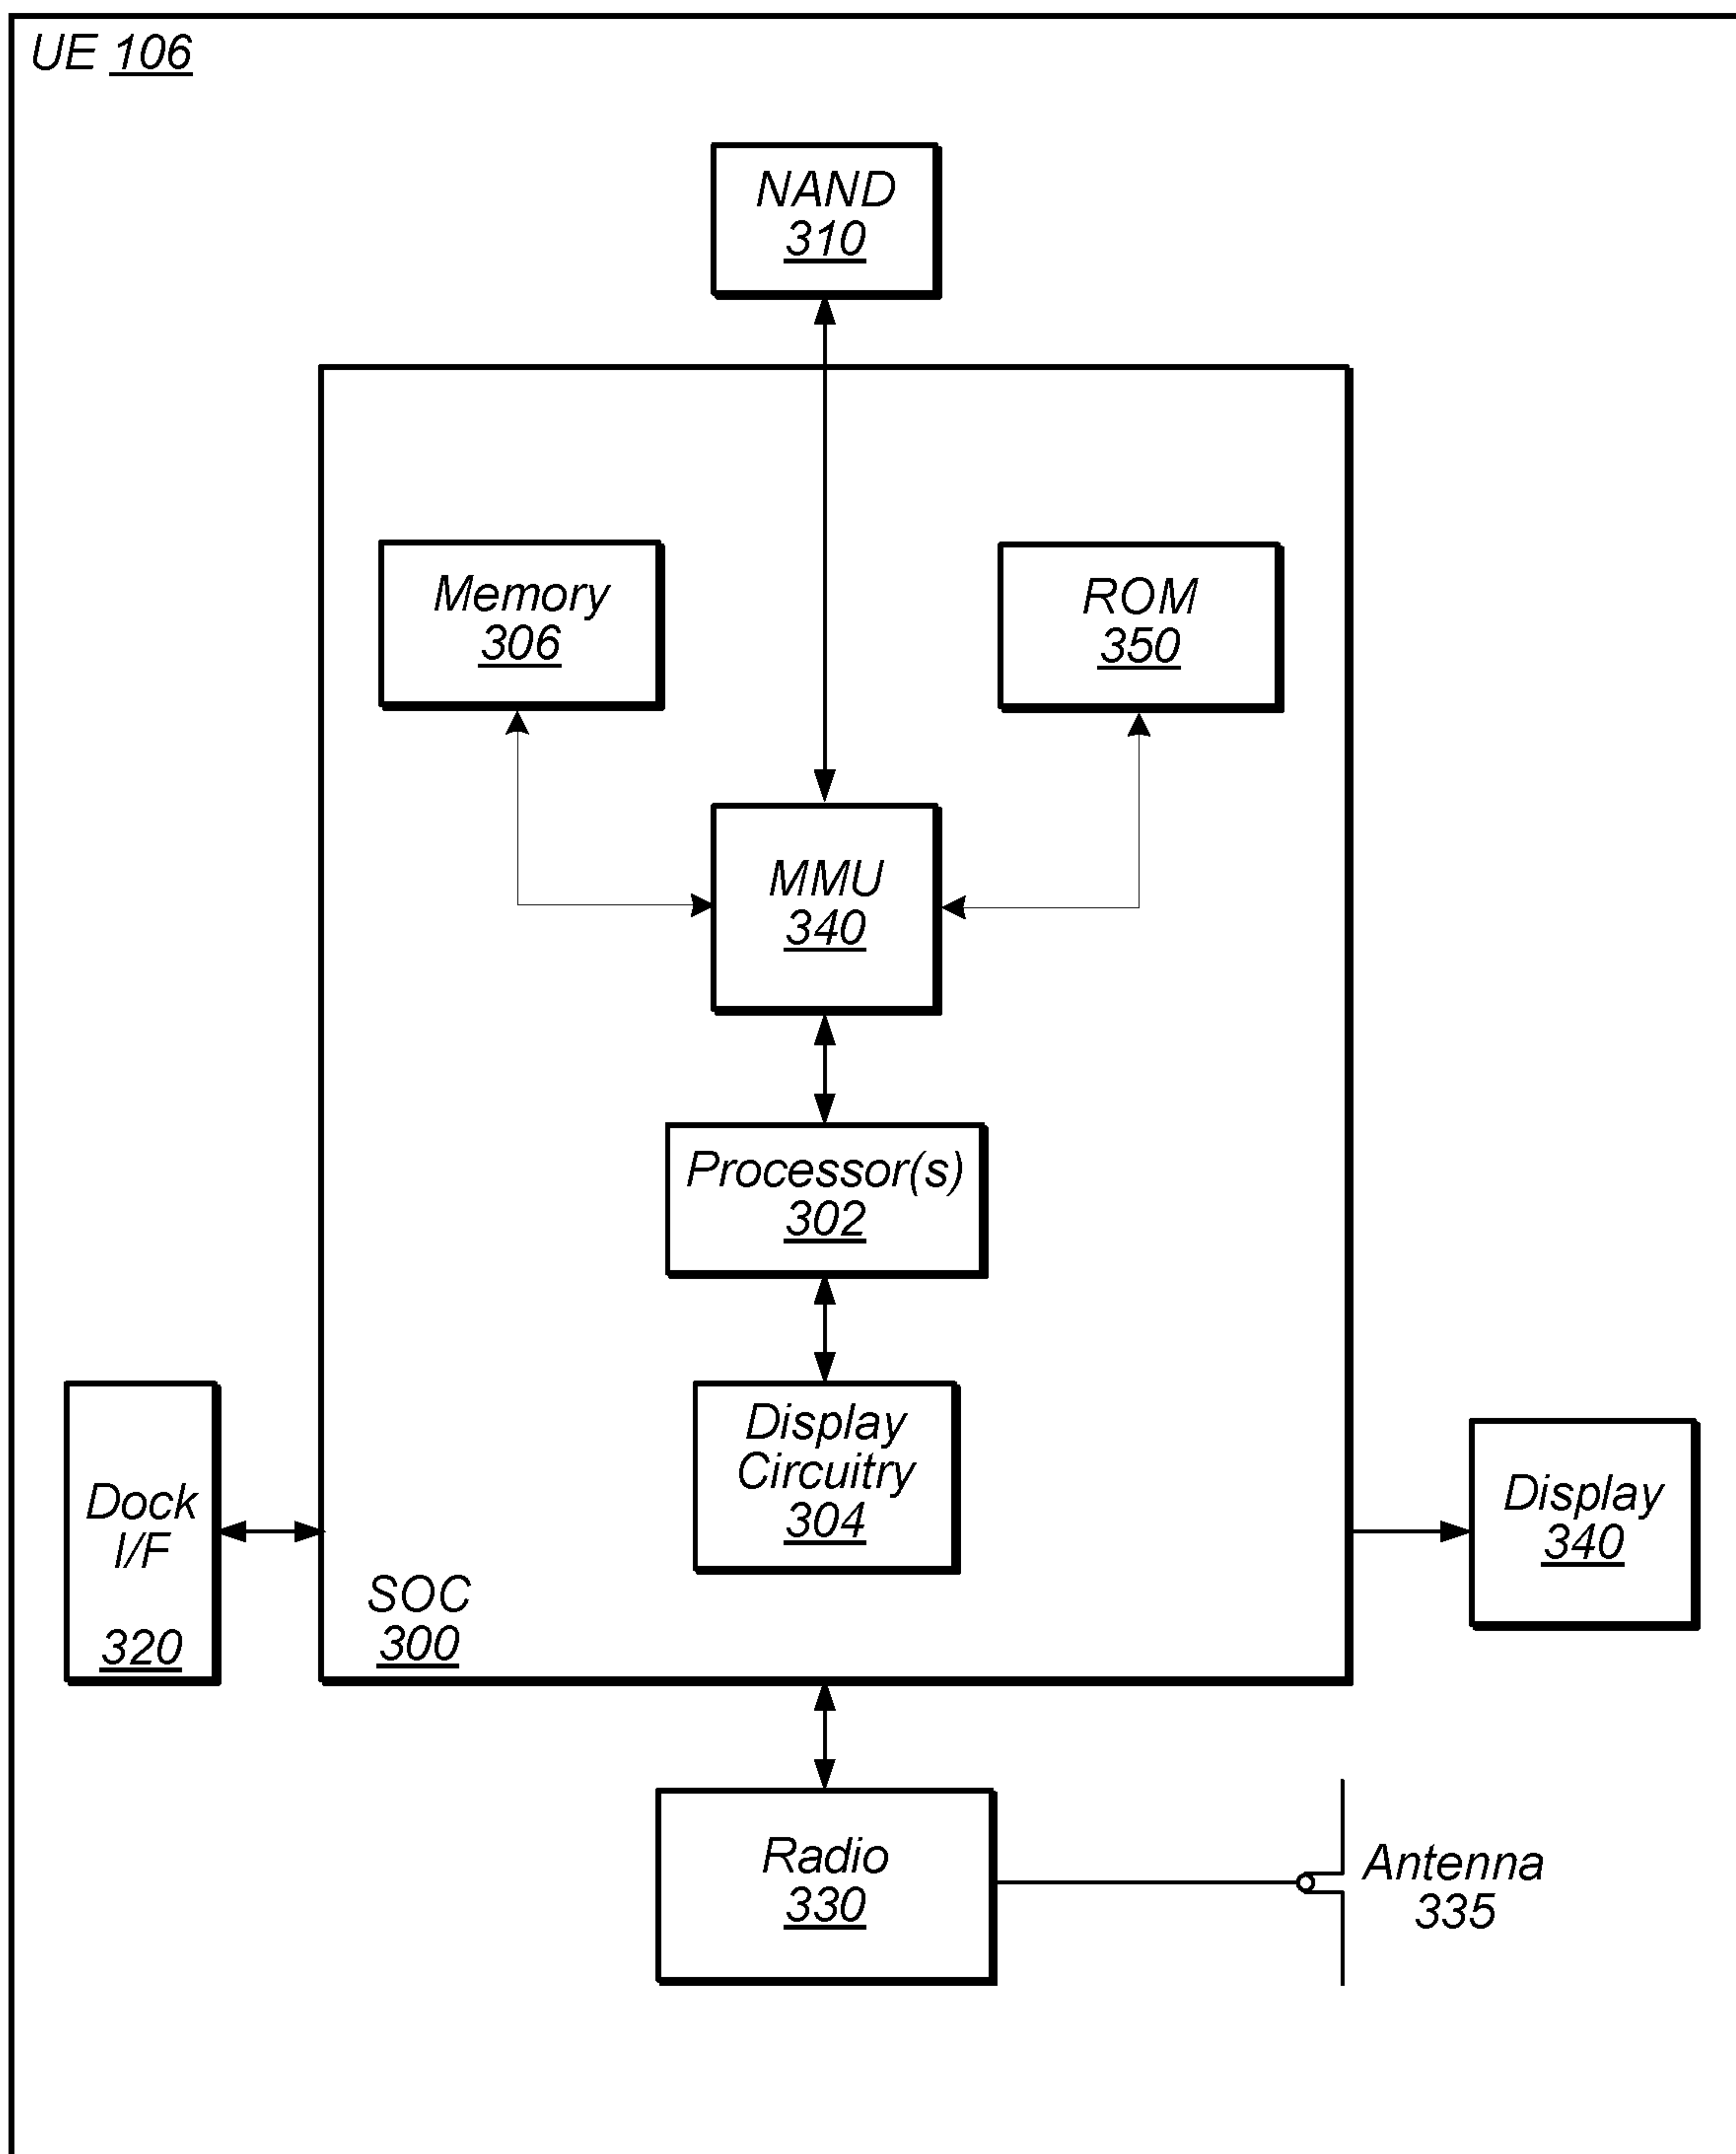 UE 106
NAND
310
Memory
306
ROM
350
MMU
340
Processor(s)
302
Display
Circuitry
304
Dock
I/F
320
SOC
300
Display
340
Radio
330
Antenna
335